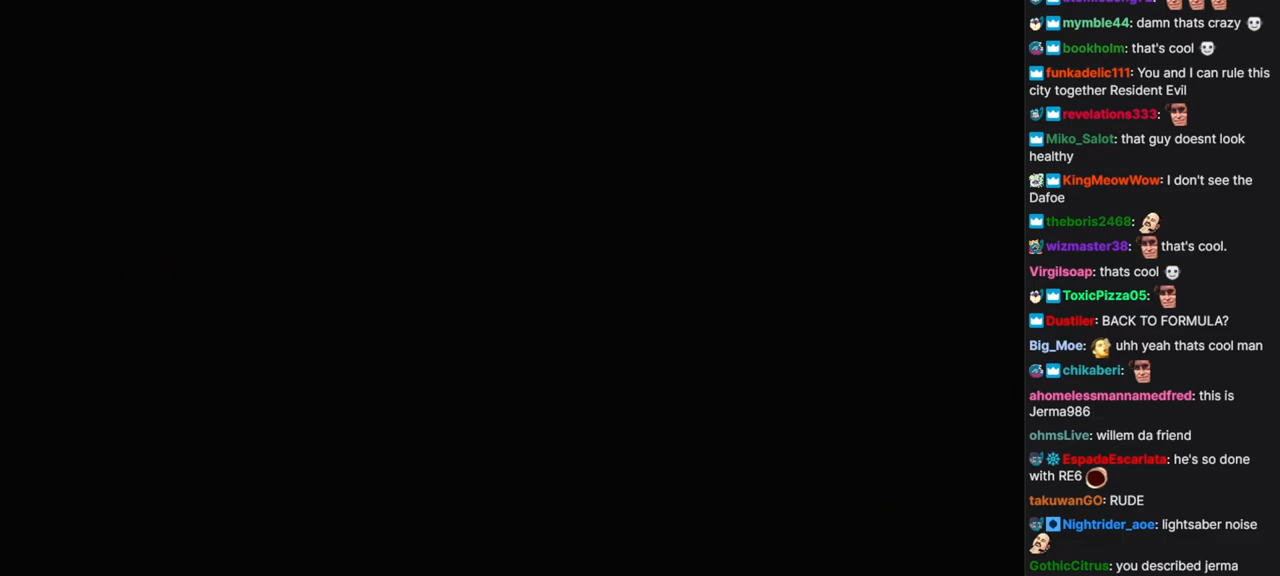 mymble44: damn thats crazy
bookholm: that's cool
funkadelic111: You and I can rule this
city together Resident Evil
revelations333:
Miko_Salot: that guy doesnt look
healthy
KingMeowWow: I don't see the
Dafoe
theboris2468:
wizmaster38: that's cool.
Virgilsoap: thats cool
ToxicPizza05:
Dustiler: BACK TO FORMULA?
Big_Moe: uhh yeah thats cool man
chikaberi:
ahomelessmannamedfred: this is
Jerma986
ohmsLive: willem da friend
EspadaEscarlata: he's so done
with RE6
takuwanGO: RUDE
Nightrider_aoe: lightsaber noise
GothicCitrus: you described jerma